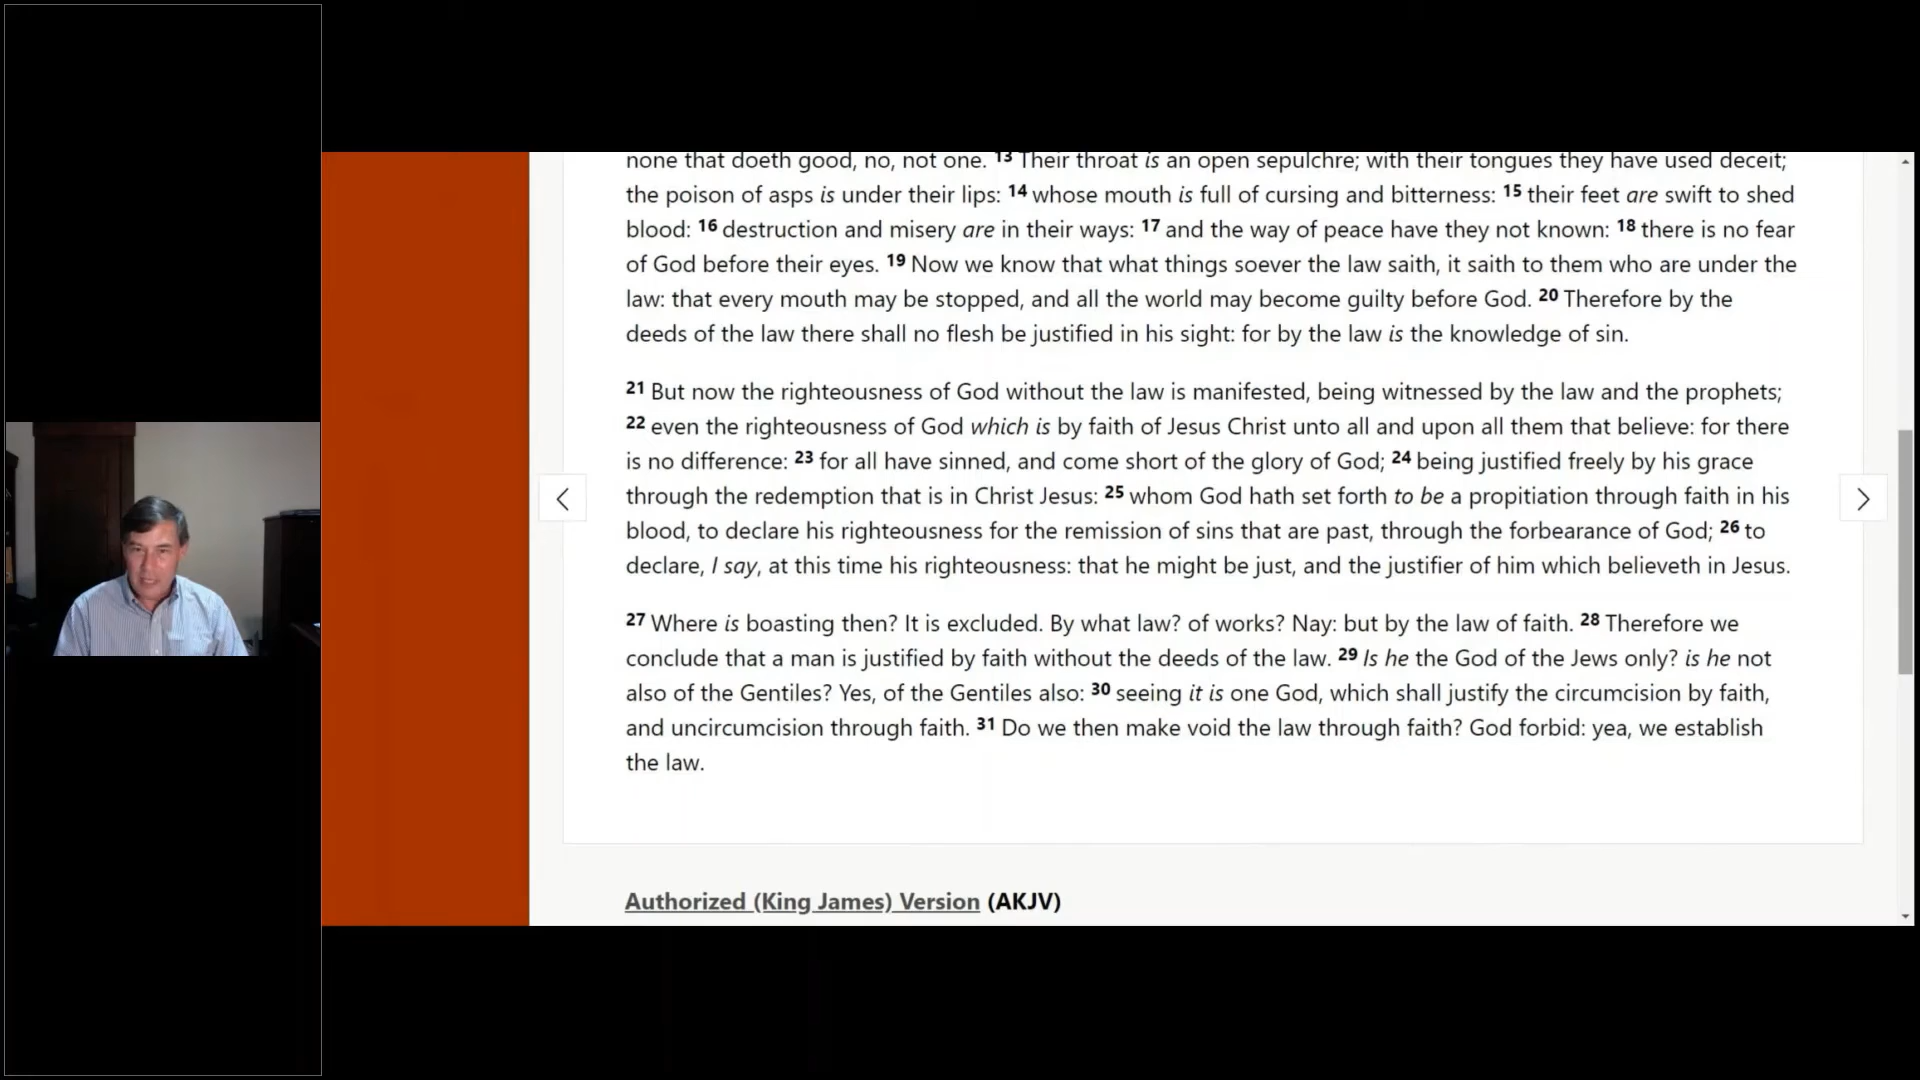 none that doeth good, no, not one. 13 Their throat is an open sepulchre; with their tongues they have used deceit;
the poison of asps is under their lips: 14 whose mouth is full of cursing and bitterness: 15 their feet are swift to shed
blood: 16 destruction and misery are in their ways: 17 and the way of peace have they not known: 18 there is no fear
of God before their eyes. 19 Now we know that what things soever the law saith, it saith to them who are under the
law: that every mouth may be stopped, and all the world may become guilty before God. 20 Therefore by the
deeds of the law there shall no flesh be justified in his sight: for by the law is the knowledge of sin.
21 But now the righteousness of God without the law is manifested, being witnessed by the law and the prophets;
22 even the righteousness of God which is by faith of Jesus Christ unto all and upon all them that believe: for there
is no difference: 23 for all have sinned, and come short of the glory of God; 24 being justified freely by his grace
through the redemption that is in Christ Jesus: 25 whom God hath set forth to be a propitiation through faith in his
blood, to declare his righteousness for the remission of sins that are past, through the forbearance of God; 26 to
declare, I say, at this time his righteousness: that he might be just, and the justifier of him which believeth in Jesus.
27 Where is boasting then? It is excluded. By what law? of works? Nay: but by the law of faith. 28 Therefore we
conclude that a man is justified by faith without the deeds of the law. 29 Is he the God of the Jews only? is he not
also of the Gentiles? Yes, of the Gentiles also: 30 seeing it is one God, which shall justify the circumcision by faith,
and uncircumcision through faith. 31 Do we then make void the law through faith? God forbid: yea, we establish
the law.
Authorized (King James) Version (AKJV)